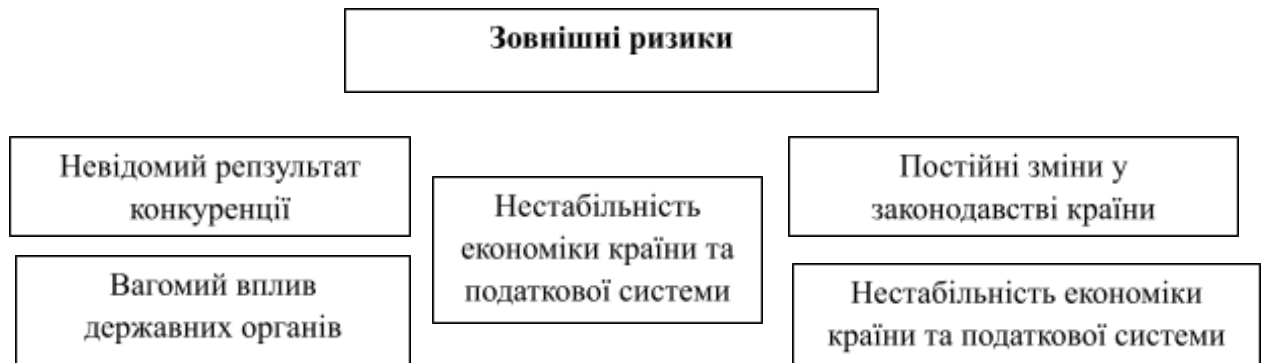 Зовнішні ризики
Невідомий репзультат
конкуренції
Вагомий вплив
державних органів
Нестабільність
економіки країни та
податкової системи
Постійні зміни у
законодавстві країни
Нестабільність економіки
країни та податкової системи